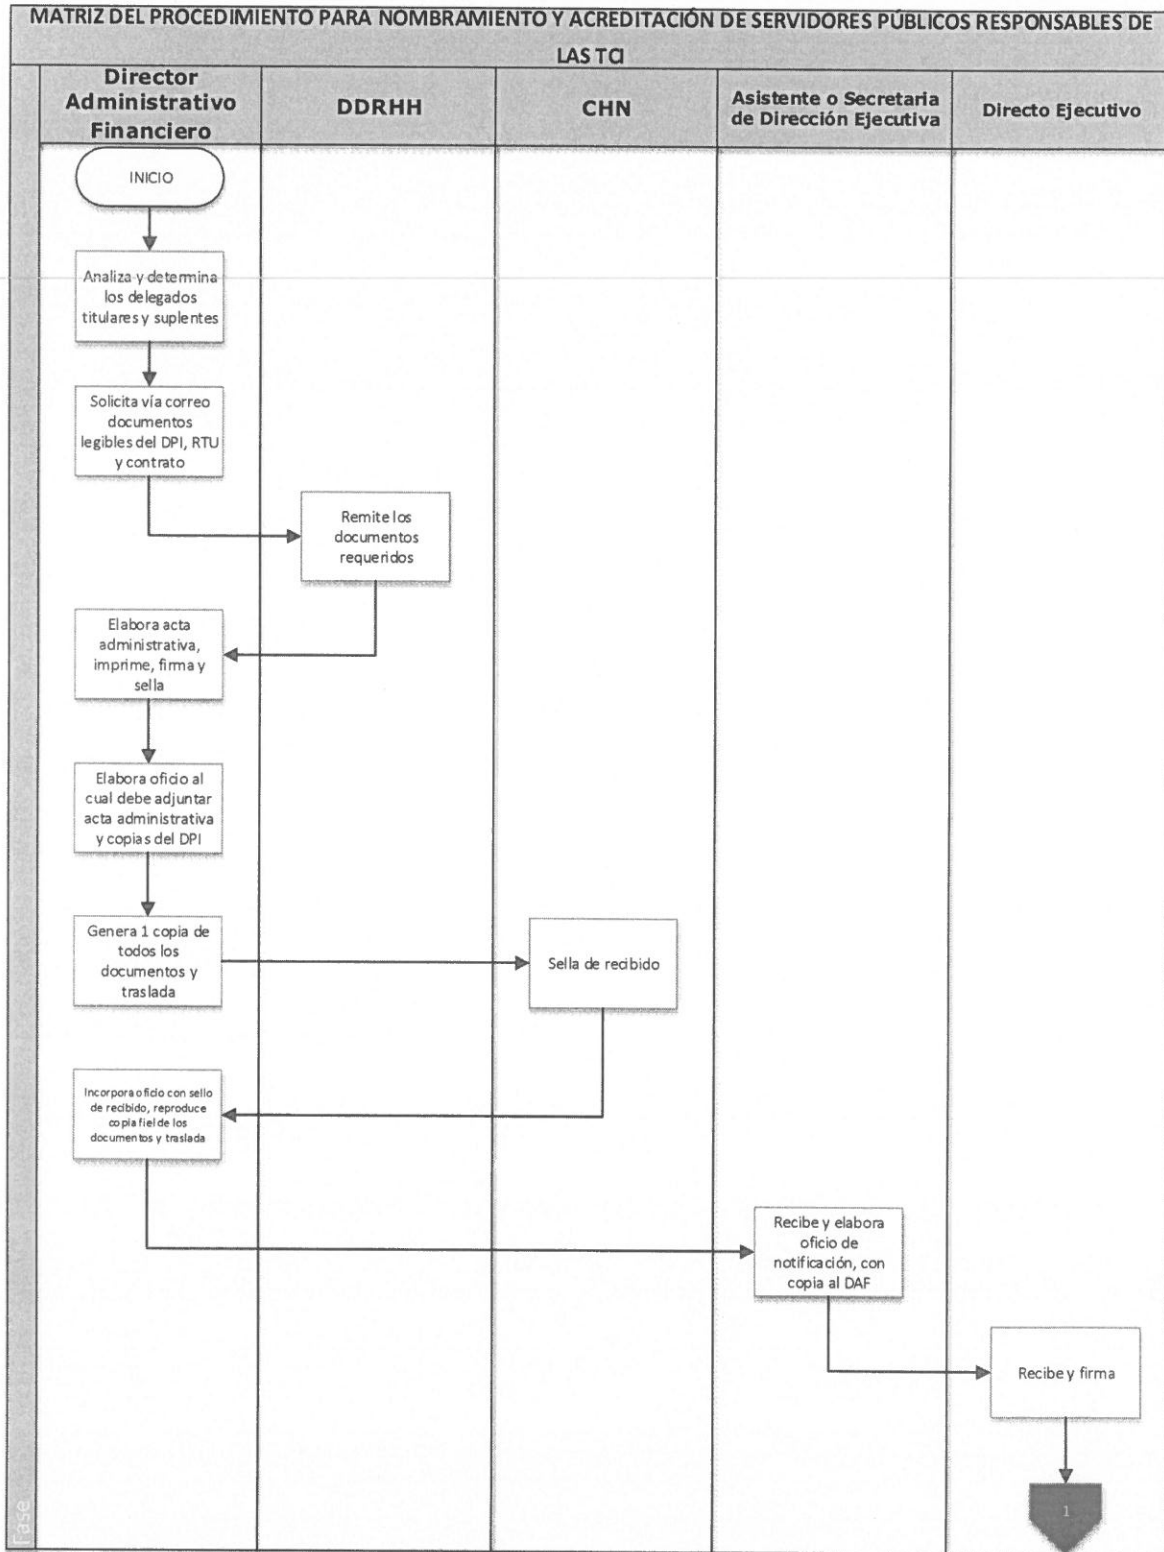 MATRIZ DEL PROCEDIMIENTO PARA NOMBRAMIENTO Y ACREDITACIÓN DE SERVIDORES PÚBLICOS RESPONSABLES DE
LAS TCI
Director
Administrativo
Financiero
DDRHH
CHN
Asistente o Secretaria
de Dirección Ejecutiva
Directo Ejecutivo
INICIO
Analiza y determina
los delegados
titulares y suplentes
Solicita vía correo
documentos
legibles del DPI, RTU
y contrato
Remite los
documentos
requeridos
Elabora acta
administrativa,
imprime, firma y
sella
Elabora oficio al
cual debe adjuntar
acta administrativa
y copias del DPI
Genera 1 copia de
todos los
documentos y
traslada
Sella de recibido
Incorpora oficio con sello
de recibido, reproduce
copia fiel de los
documentos y traslada
Recibe y elabora
oficio de
notificación, con
copia al DAF
Recibe y firma
1
Fase